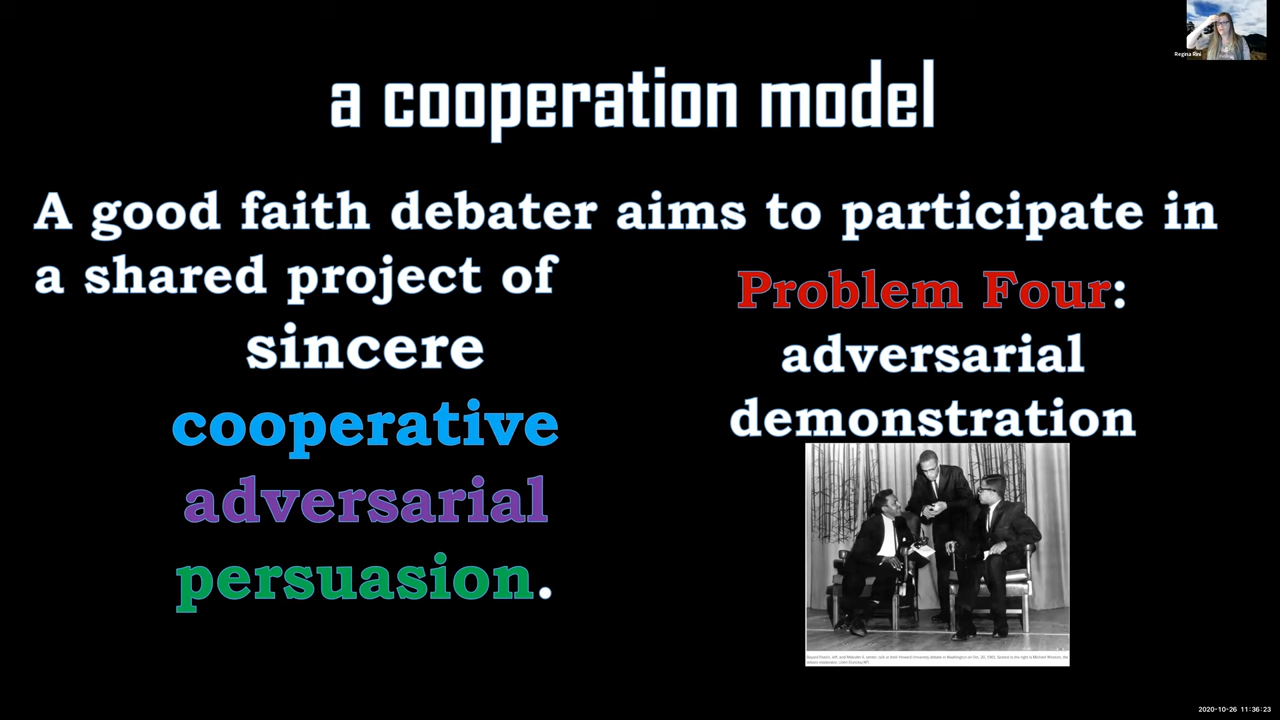 Regina Rini
a cooperation model
A good faith debater aims to participate in
a shared project of
sincere
cooperative
adversarial
persuasion.
Problem Four:
adversarial
demonstration
2020-10-26 11:36:23